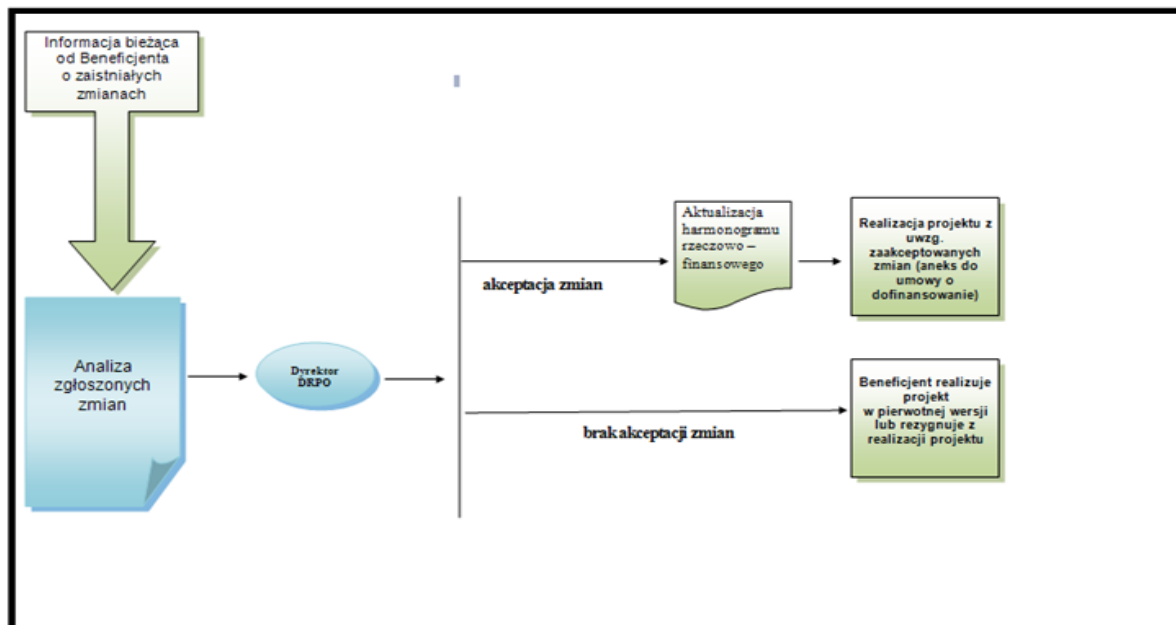 Informacja bieżąca
od Beneficjenta
o zaistniałych
zmianach
Analiza
zgłoszonych
zmian
Dyrektor
DRPO
akceptacja zmian
Aktualizacja
harmonogramu
rzeczowo –
finansowego
Realizacja projektu z
uwzg.
zaakceptowanych
zmian (aneks do
umowy o
dofinansowanie)
brak akceptacji zmian
Beneficjent realizuje
projekt
w pierwotnej wersji
lub rezygnuje z
realizacji projektu